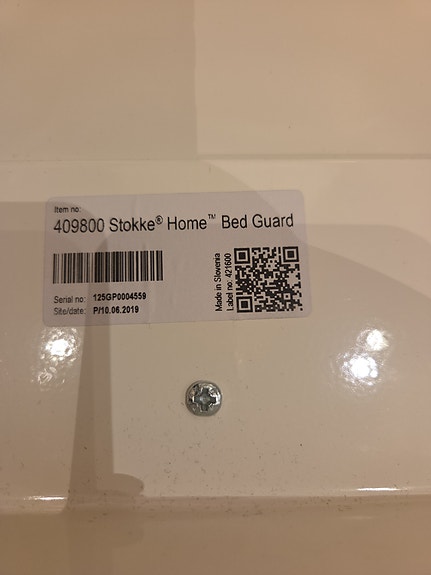 Item no:
409800 Stokke® Home™ Bed Guard
Serial no: 125GP0004559
Site/date: P/10.06.2019
Made in Slovenia
Label no: 421600